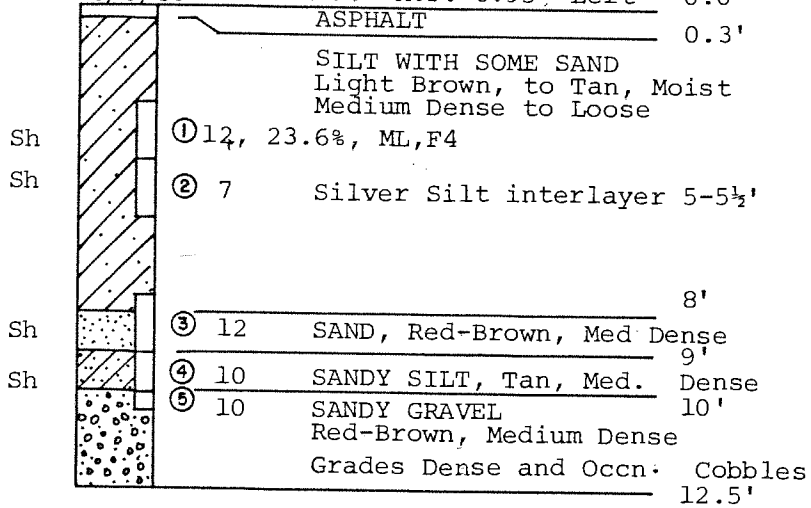 Left
ASPHALT
0.3'
SILT WITH SOME SAND
Light Brown, to Tan, Moist
Medium Dense to Loose
Sh ① 12, 23.6%, ML,F4
Sh ② 7 Silver Silt interlayer 5-5½'
8'
Sh ③ 12 SAND, Red-Brown, Med Dense
9'
Sh ④ 10 SANDY SILT, Tan, Med. Dense
⑤ 10 SANDY GRAVEL 10'
Red-Brown, Medium Dense
Grades Dense and Occn. Cobbles
12.5'